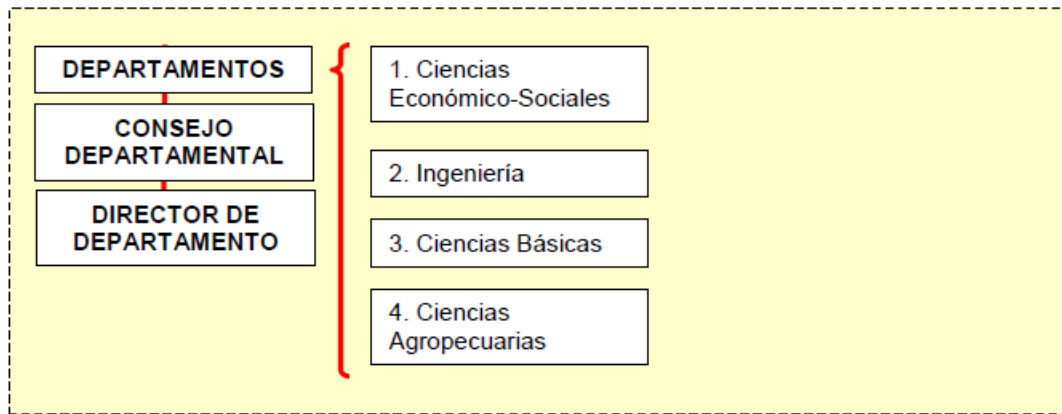 DEPARTAMENTOS
CONSEJO
DEPARTAMENTAL
DIRECTOR DE
DEPARTAMENTO
1. Ciencias
Económico-Sociales
2. Ingeniería
3. Ciencias Básicas
4. Ciencias
Agropecuarias